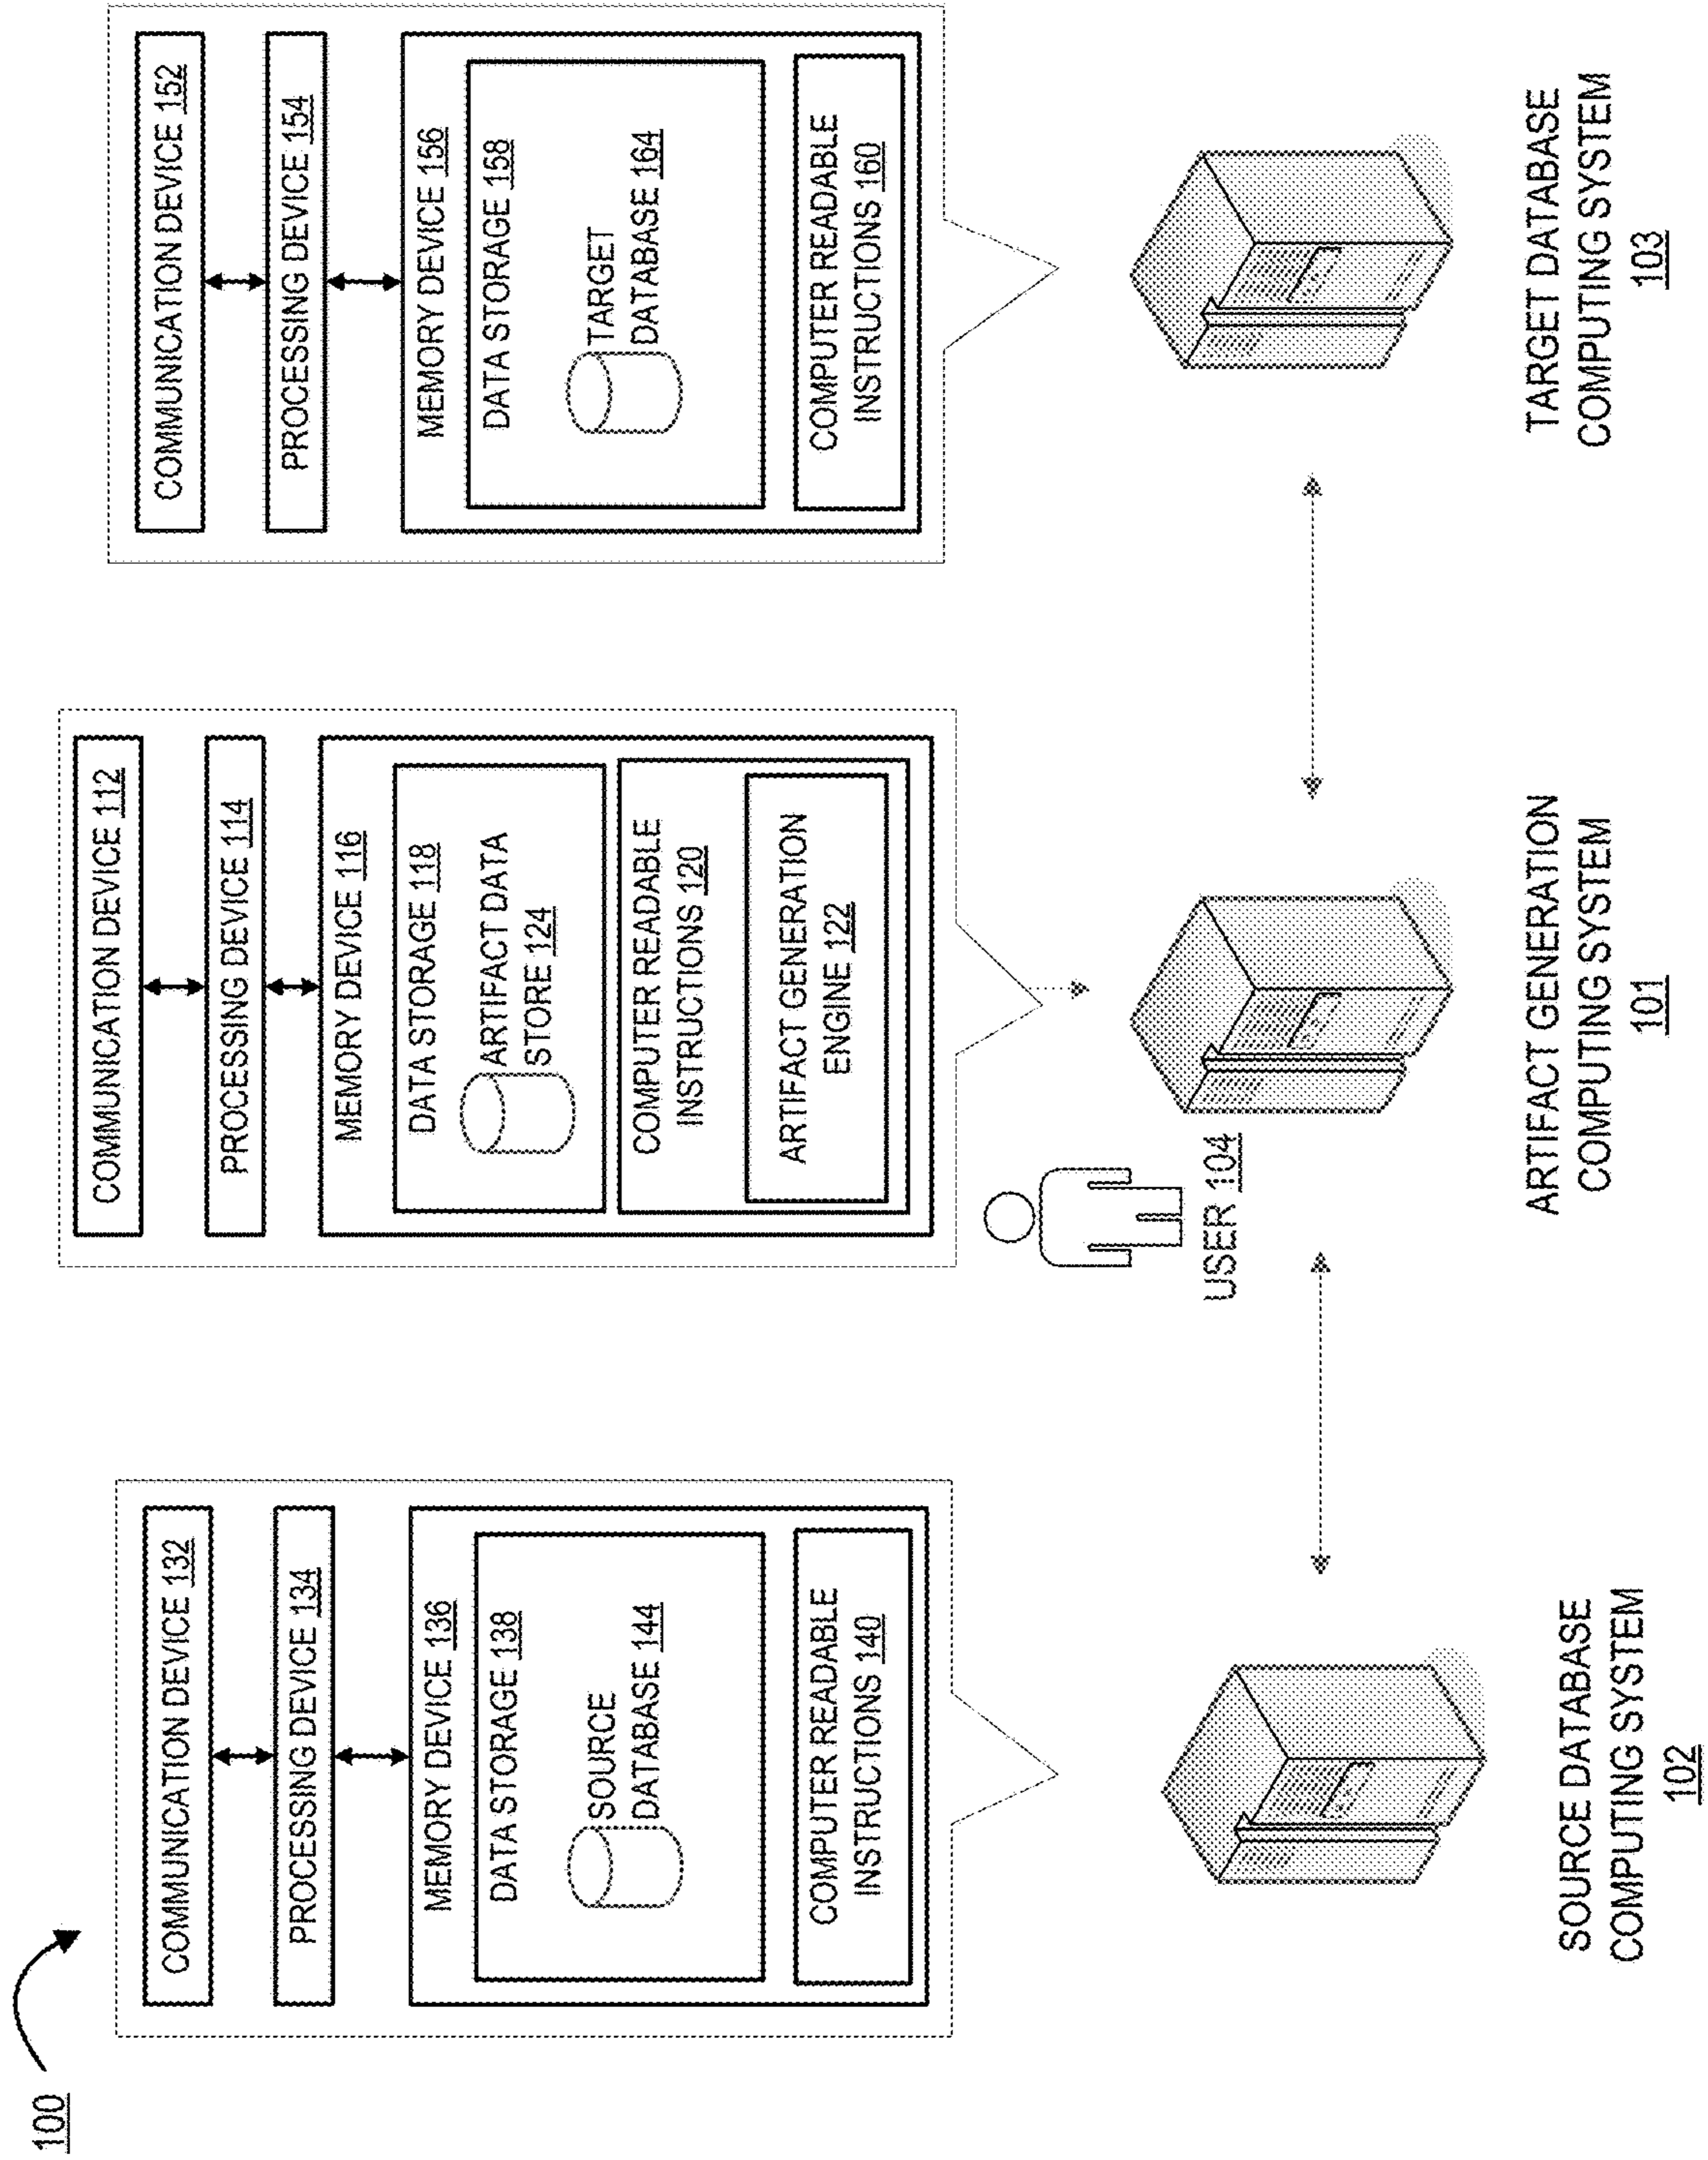 100
COMMUNICATION DEVICE 132
PROCESSING DEVICE 134
MEMORY DEVICE 136
DATA STORAGE 138
SOURCE
DATABASE 144
COMPUTER READABLE
INSTRUCTIONS 140
SOURCE DATABASE
COMPUTING SYSTEM
102
COMMUNICATION DEVICE 112
PROCESSING DEVICE 114
MEMORY DEVICE 116
DATA STORAGE 118
ARTIFACT DATA
STORE 124
COMPUTER READABLE
INSTRUCTIONS 120
ARTIFACT GENERATION
ENGINE 122
USER 104
ARTIFACT GENERATION
COMPUTING SYSTEM
101
COMMUNICATION DEVICE 152
PROCESSING DEVICE 154
MEMORY DEVICE 156
DATA STORAGE 158
TARGET
DATABASE 164
COMPUTER READABLE
INSTRUCTIONS 160
TARGET DATABASE
COMPUTING SYSTEM
103